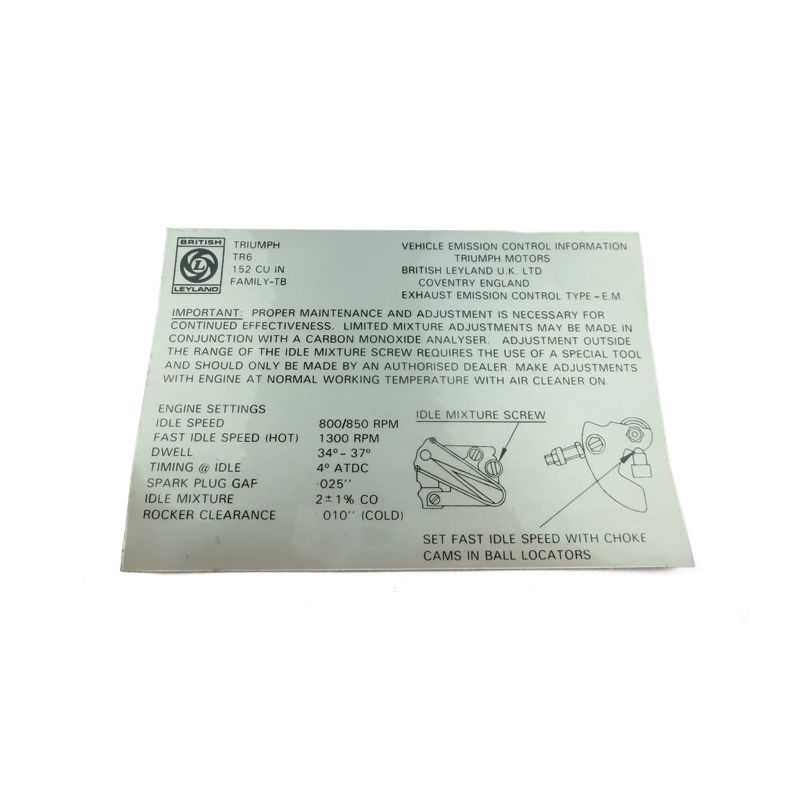 BRITISH
L
LEYLAND
TRIUMPH
TR6
152 CU IN
FAMILY-TB
VEHICLE EMISSION CONTROL INFORMATION
TRIUMPH MOTORS
BRITISH LEYLAND U.K. LTD
COVENTRY ENGLAND
EXHAUST EMISSION CONTROL TYPE – E.M.
IMPORTANT: PROPER MAINTENANCE AND ADJUSTMENT IS NECESSARY FOR
CONTINUED EFFECTIVENESS. LIMITED MIXTURE ADJUSTMENTS MAY BE MADE IN
CONJUNCTION WITH A CARBON MONOXIDE ANALYSER. ADJUSTMENT OUTSIDE
THE RANGE OF THE IDLE MIXTURE SCREW REQUIRES THE USE OF A SPECIAL TOOL
AND SHOULD ONLY BE MADE BY AN AUTHORISED DEALER. MAKE ADJUSTMENTS
WITH ENGINE AT NORMAL WORKING TEMPERATURE WITH AIR CLEANER ON.
ENGINE SETTINGS
IDLE SPEED 800/850 RPM
FAST IDLE SPEED (HOT) 1300 RPM
DWELL 34º – 37º
TIMING @ IDLE 4º ATDC
SPARK PLUG GAF .025"
IDLE MIXTURE 2 ± 1% CO
ROCKER CLEARANCE .010" (COLD)
IDLE MIXTURE SCREW
SET FAST IDLE SPEED WITH CHOKE
CAMS IN BALL LOCATORS.